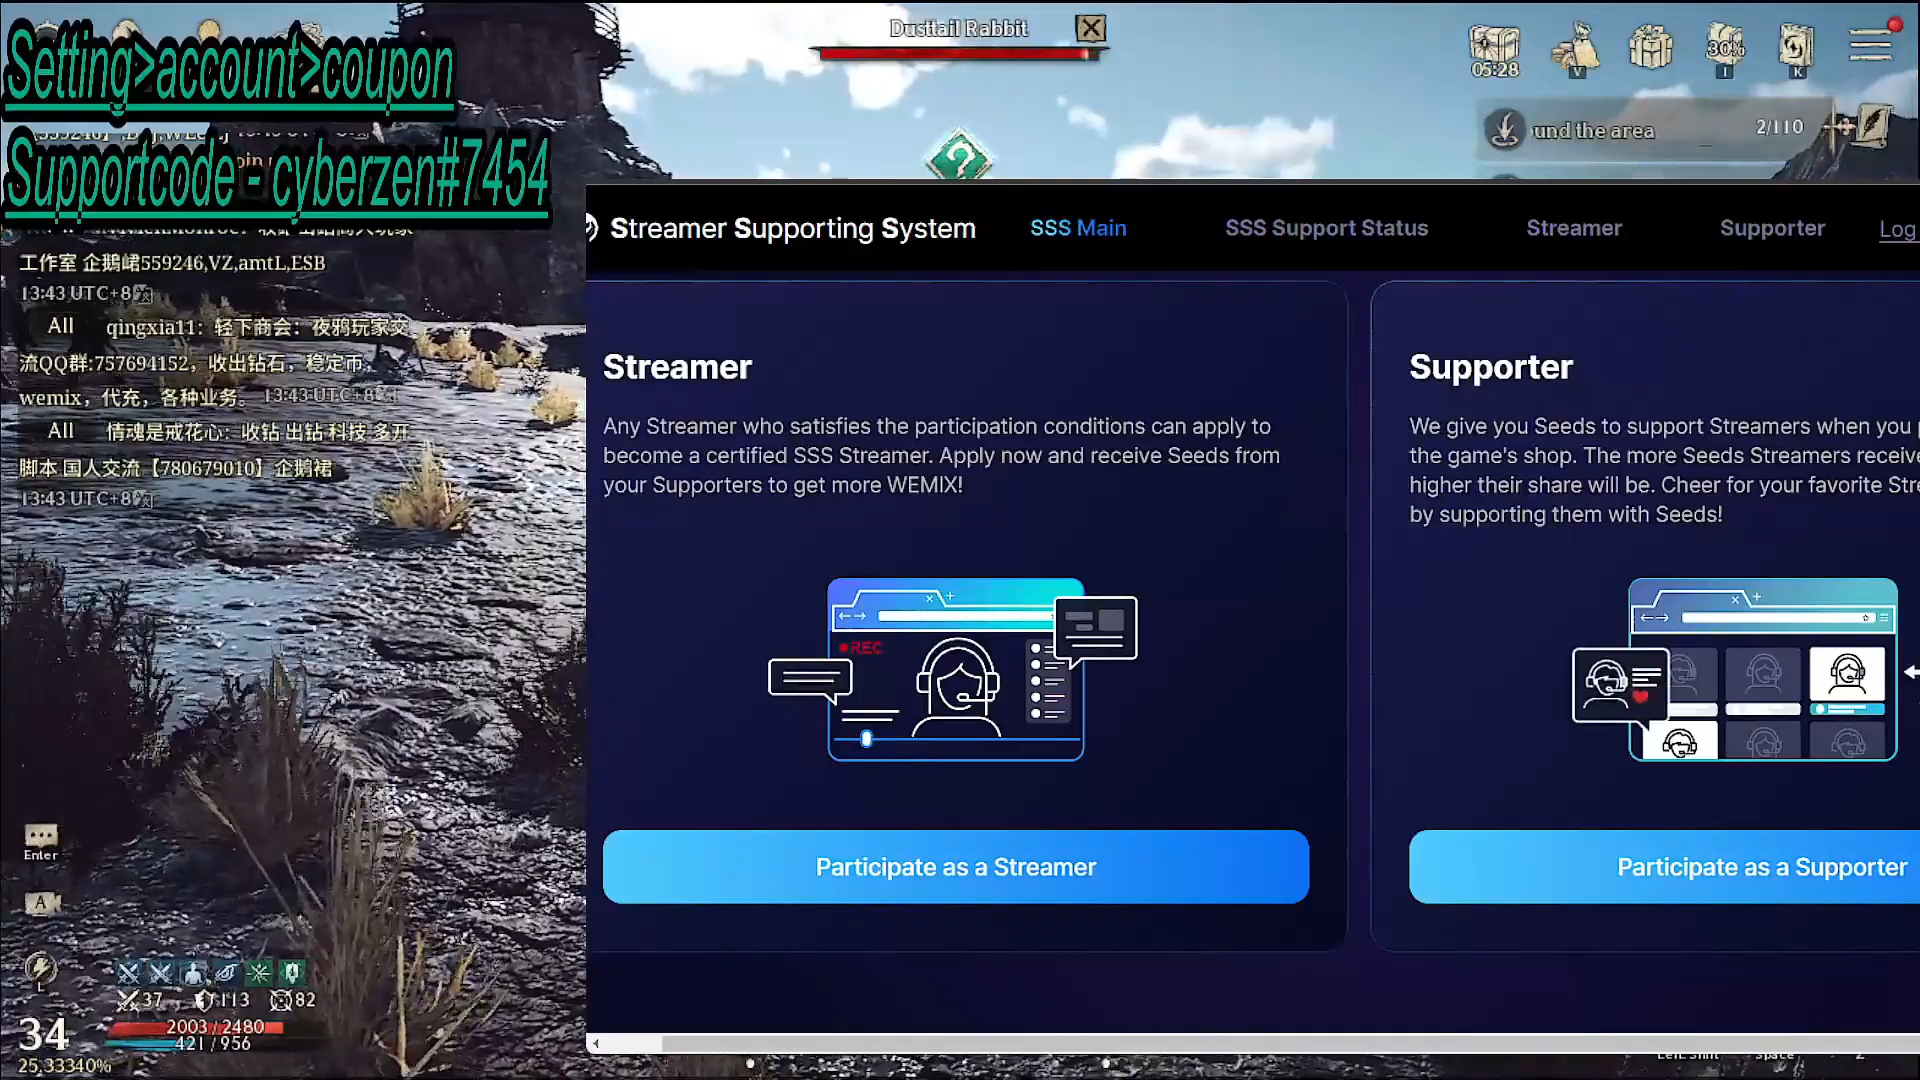 Setting>account>coupon
Supportcode - cyberzen#7454
Dusttail Rabbit
05:28
V
30%
I
K
und the area
2/110
Streamer Supporting System
SSS Main
SSS Support Status
Streamer
Supporter
Log
工作室 企鵝峮559246,VZ,amtL,ESB
13:43 UTC+8
All qingxia11：轻下商会：夜鸦玩家交
流QQ群:757694152，收出钻石，稳定币，
wemix，代充，各种业务。 13:43 UTC+8
All 情魂是戒花心：收钻 出钻 科技 多开
脚本 国人交流【780679010】企鹅裙
13:43 UTC+8
Streamer
Any Streamer who satisfies the participation conditions can apply to
become a certified SSS Streamer. Apply now and receive Seeds from
your Supporters to get more WEMIX!
REC
Participate as a Streamer
Supporter
We give you Seeds to support Streamers when you
the game's shop. The more Seeds Streamers receive
higher their share will be. Cheer for your favorite Stre
by supporting them with Seeds!
Participate as a Supporter
Enter
A
L
37 113 82
34
2003 / 2480
421 / 956
25.33340%